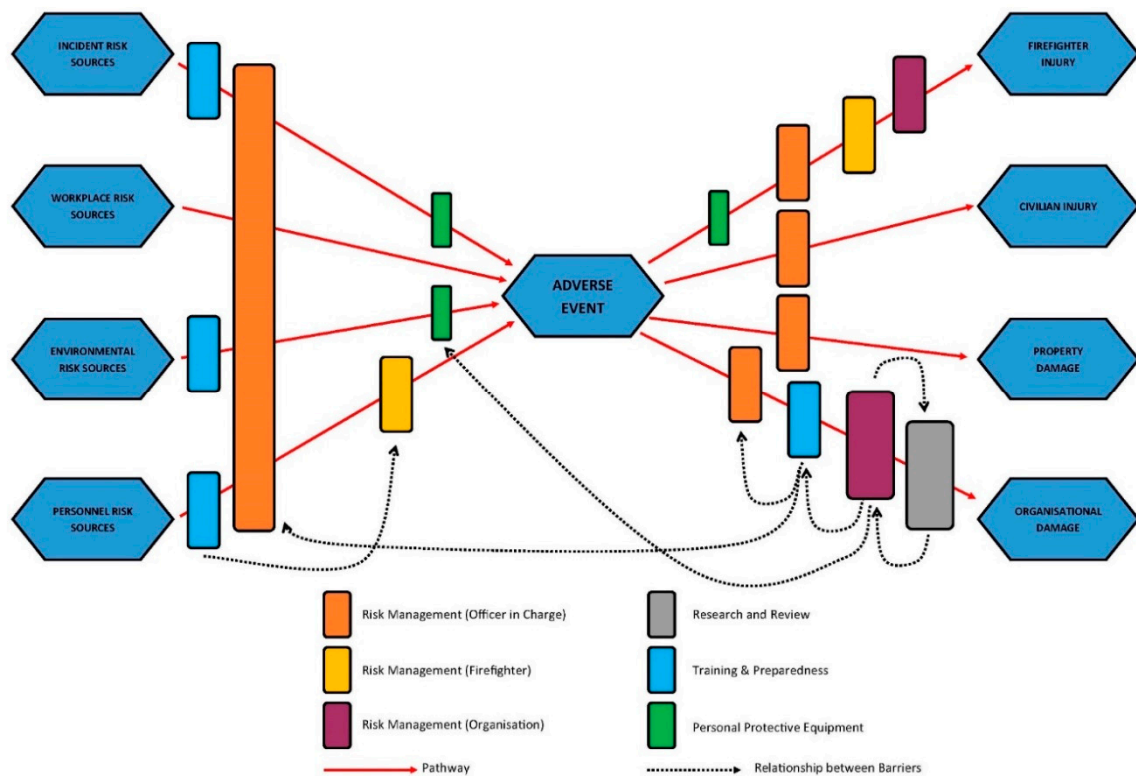 INCIDENT RISK
SOURCES
FIREFIGHTER
INJURY
WORKPLACE RISK
SOURCES
CIVILIAN INJURY
ADVERSE
EVENT
ENVIRONMENTAL
RISK SOURCES
PROPERTY
DAMAGE
PERSONNEL RISK
SOURCES
ORGANISATIONAL
DAMAGE
Risk Management (Officer in Charge)
Research and Review
Risk Management (Firefighter)
Training & Preparedness
Risk Management (Organisation)
Personal Protective Equipment
Pathway
Relationship between Barriers